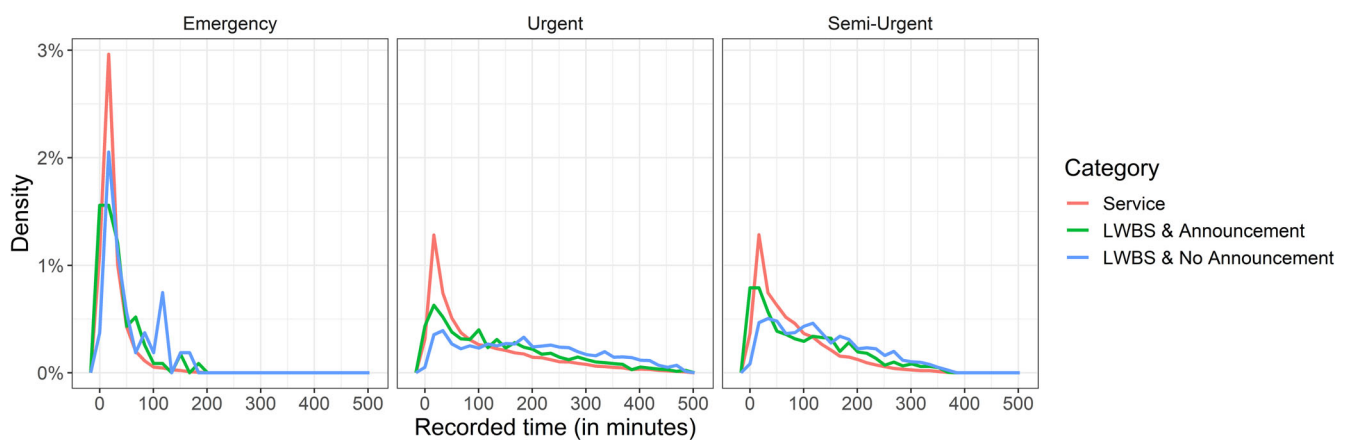 Emergency Urgent Semi-Urgent
3%
2%
1%
0%
Density
0 100 200 300 400 500 0 100 200 300 400 500 0 100 200 300 400 500
Recorded time (in minutes)
Category
Service
LWBS & Announcement
LWBS & No Announcement